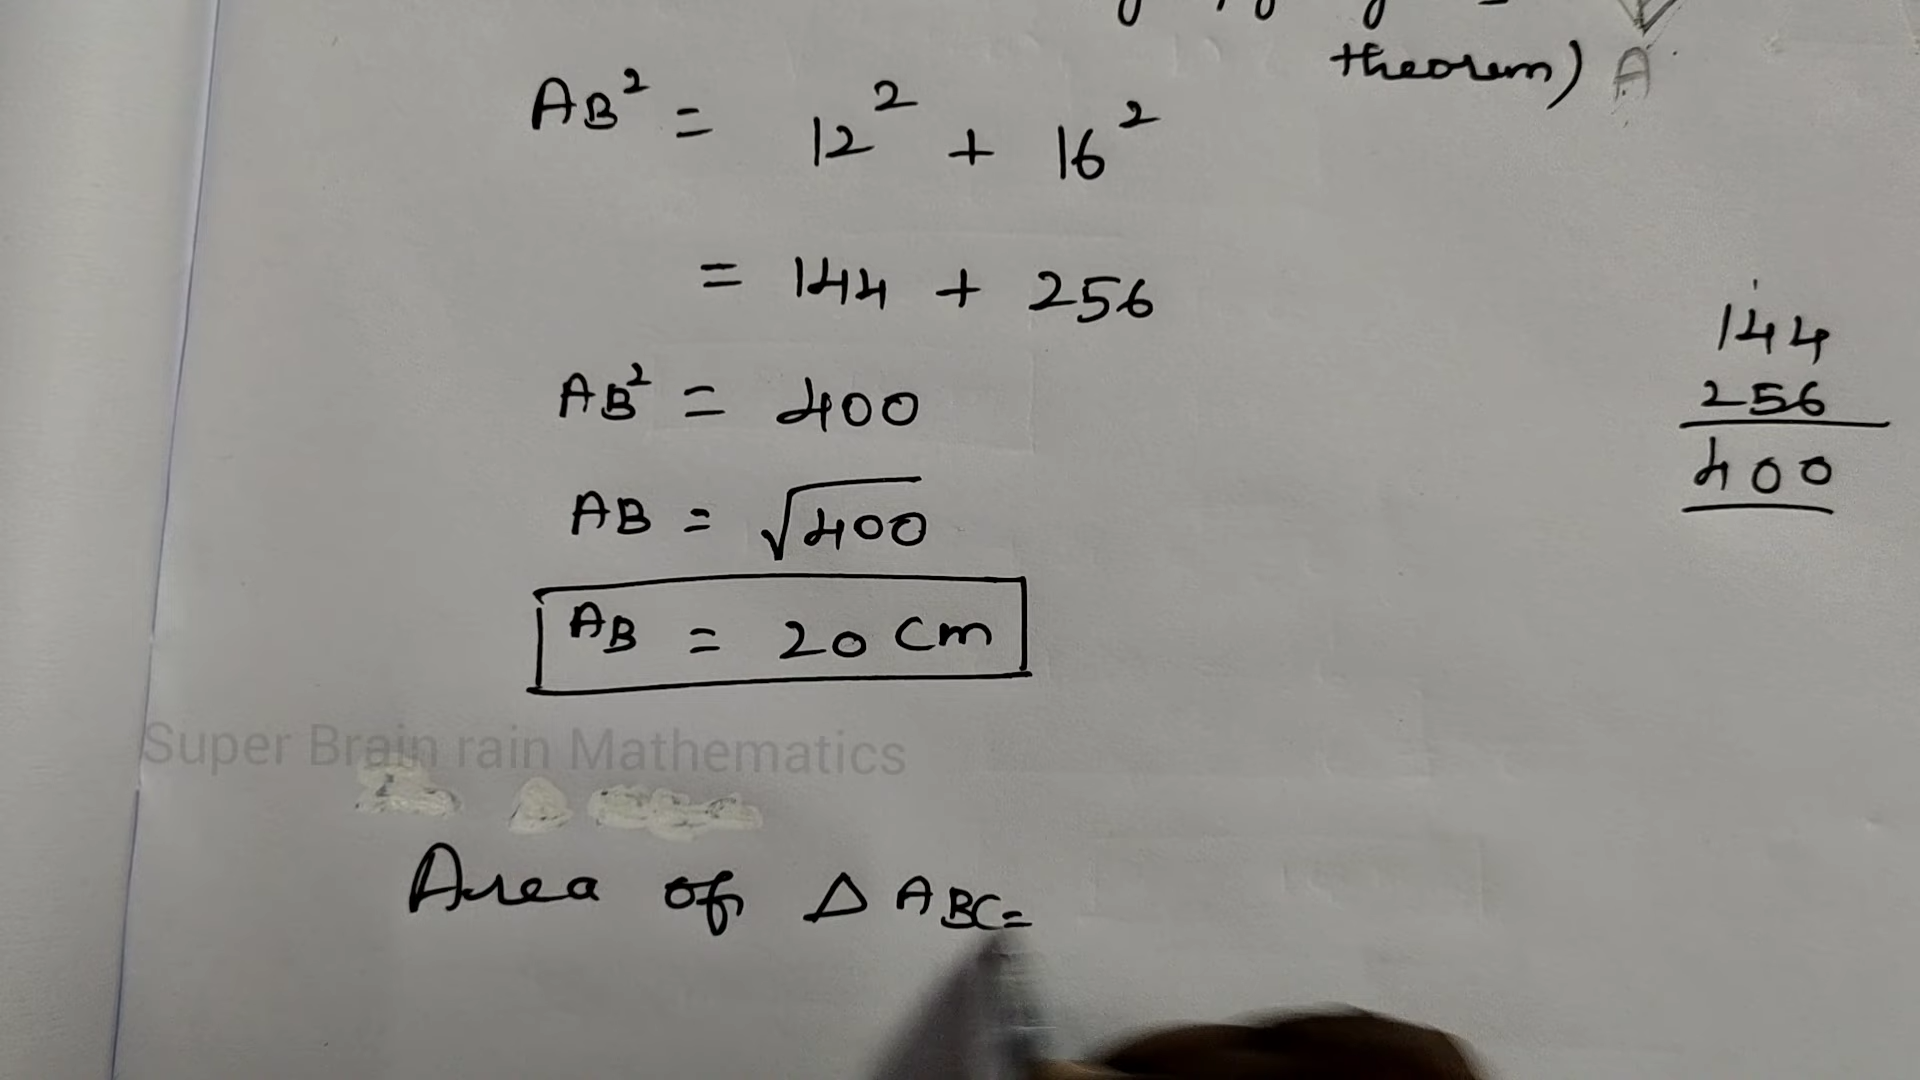 theorem) A
AB² = 12² + 16²
= 144 + 256
144
256
400
AB² = 400
AB = √400
AB = 20 cm
Super Brain rain Mathematics
Area of Δ ABC=